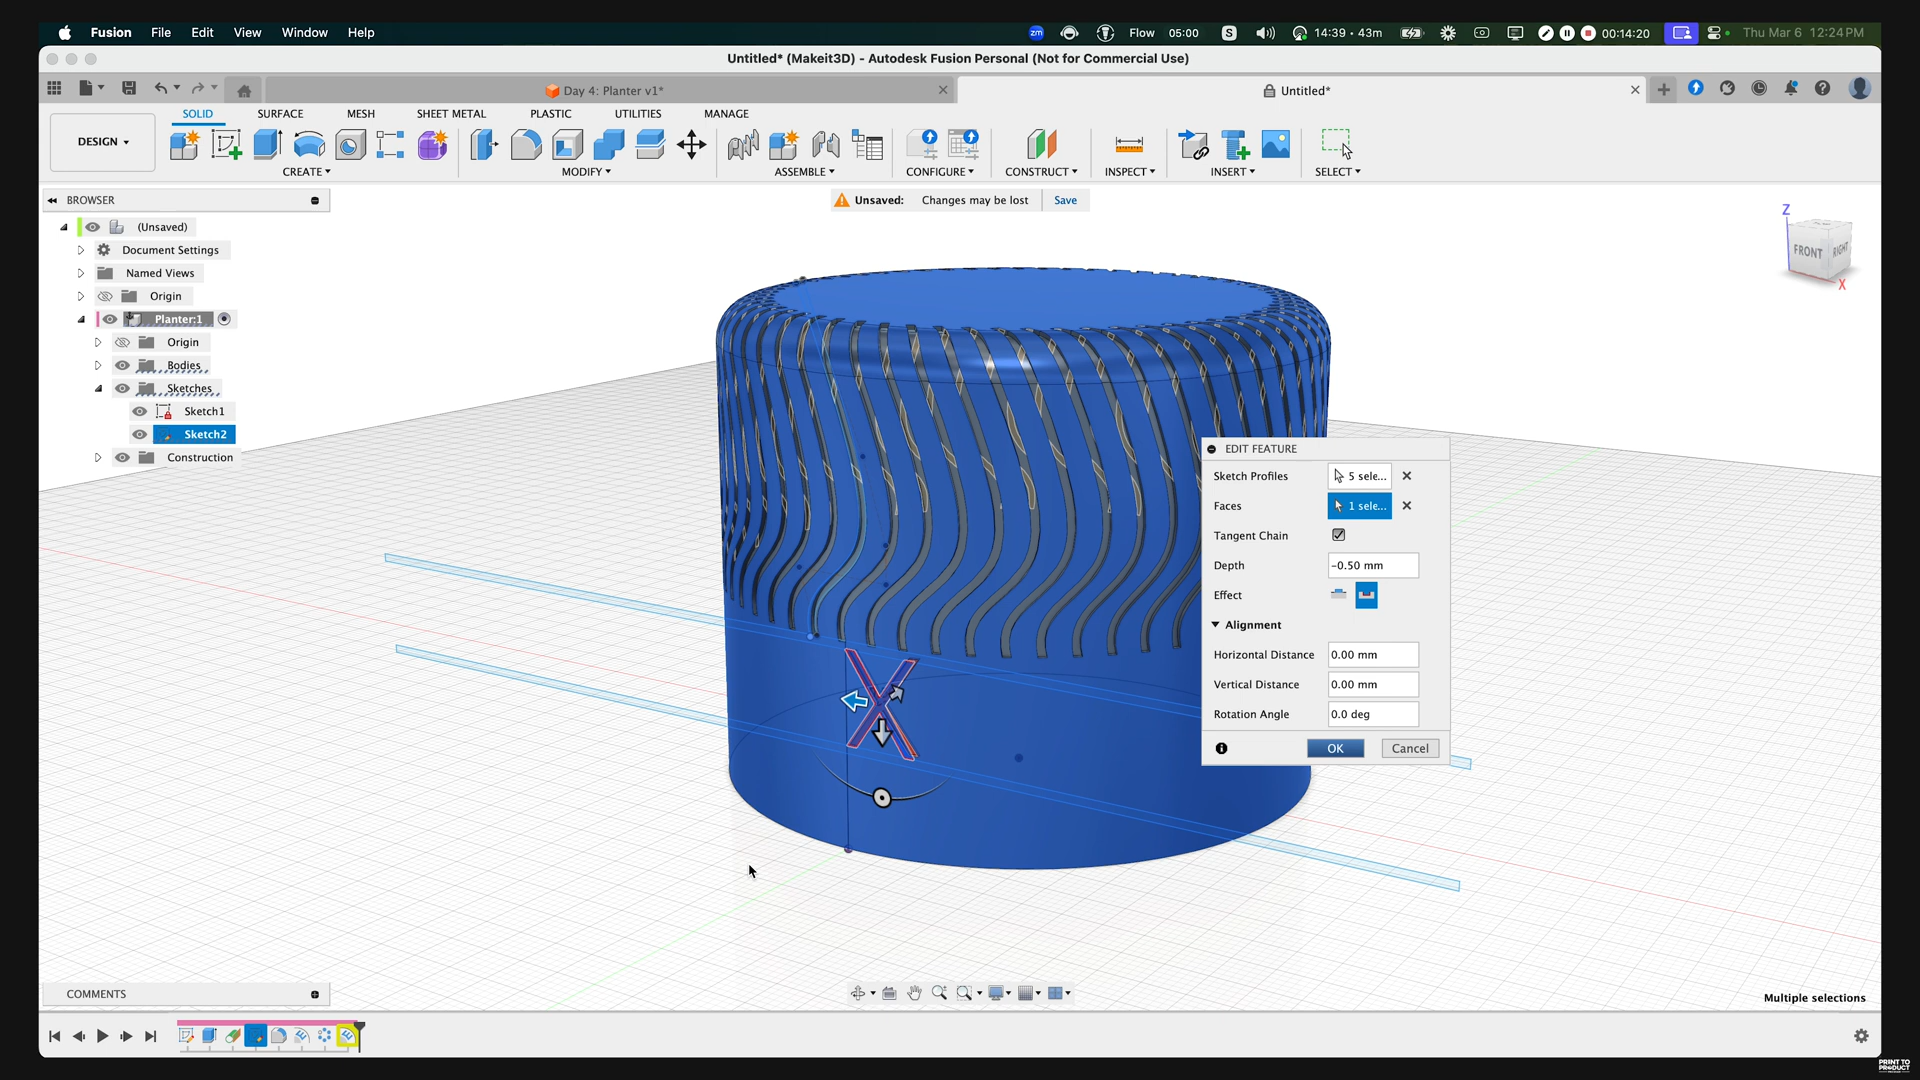 Fusion File Edit View Window Help
zm Flow 05:00 S 14:39 • 43m 00:14:20 Thu Mar 6 12:24 PM
Untitled* (Makeit3D) - Autodesk Fusion Personal (Not for Commercial Use)
Day 4: Planter v1*
Untitled*
SOLID SURFACE MESH SHEET METAL PLASTIC UTILITIES MANAGE
DESIGN
CREATE MODIFY ASSEMBLE CONFIGURE CONSTRUCT INSPECT INSERT SELECT
BROWSER
Unsaved: Changes may be lost Save
(Unsaved)
Document Settings
Named Views
Origin
Planter:1
Origin
Bodies
Sketches
Sketch1
Sketch2
Construction
Z
FRONT RIGHT
X
EDIT FEATURE
Sketch Profiles 5 sele...
Faces 1 sele...
Tangent Chain
Depth -0.50 mm
Effect
Alignment
Horizontal Distance 0.00 mm
Vertical Distance 0.00 mm
Rotation Angle 0.0 deg
OK Cancel
COMMENTS
Multiple selections
PRINT TO
PRODUCT